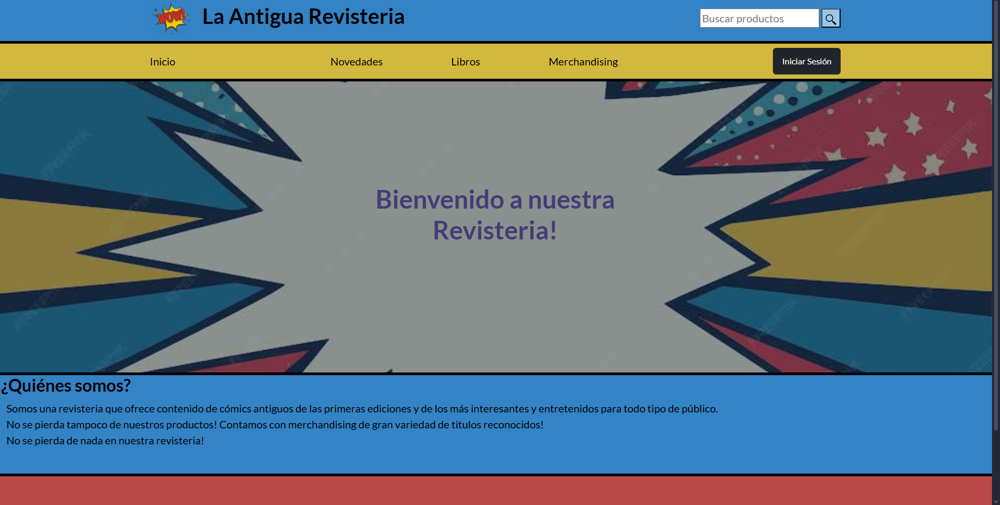 WOW!
La Antigua Revisteria
Buscar productos
Inicio
Novedades
Libros
Merchandising
Iniciar Sesión
Bienvenido a nuestra
Revisteria!
¿Quiénes somos?
Somos una revisteria que ofrece contenido de cómics antiguos de las primeras ediciones y de los más interesantes y entretenidos para todo tipo de público.
No se pierda tampoco de nuestros productos! Contamos con merchandising de gran variedad de titulos reconocidos!
No se pierda de nada en nuestra revisteria!